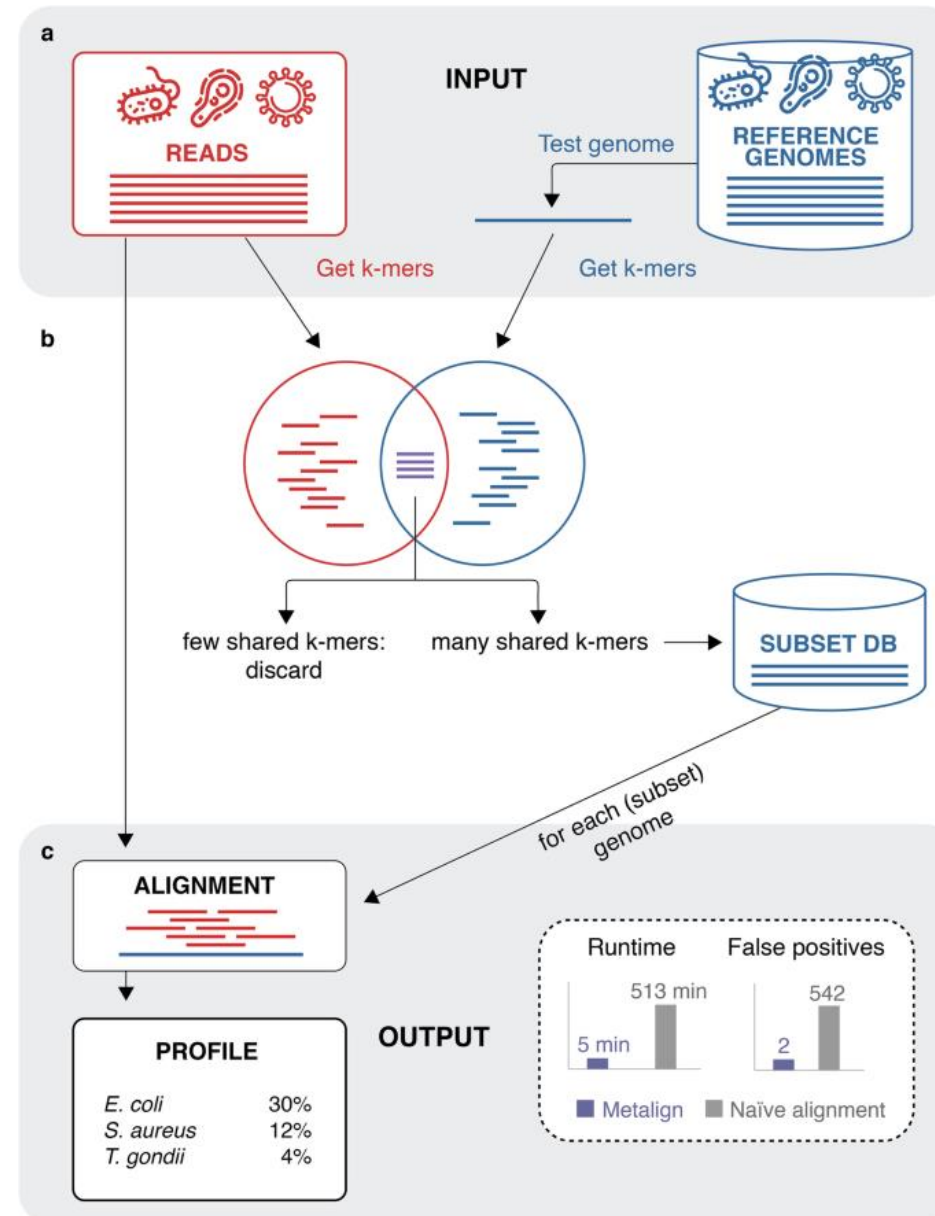 a
INPUT
READS
REFERENCE
GENOMES
Test genome
Get k-mers
Get k-mers
b
few shared k-mers:
discard
many shared k-mers
SUBSET DB
for each (subset)
genome
c
ALIGNMENT
PROFILE
E. coli 30%
S. aureus 12%
T. gondii 4%
OUTPUT
Runtime
False positives
513 min
5 min
542
2
Metalign
Naïve alignment